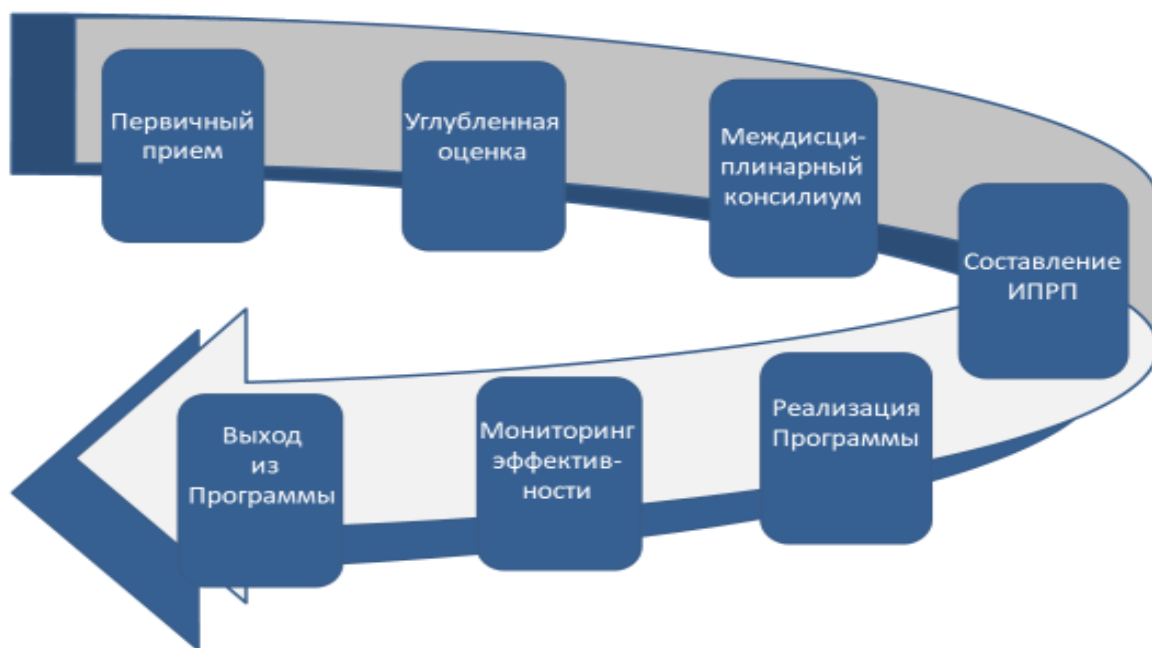 Первичный
прием
Углубленная
оценка
Междисци-
плинарный
консилиум
Составление
ИПРП
Реализация
Программы
Мониторинг
эффектив-
ности
Выход
из
Программы